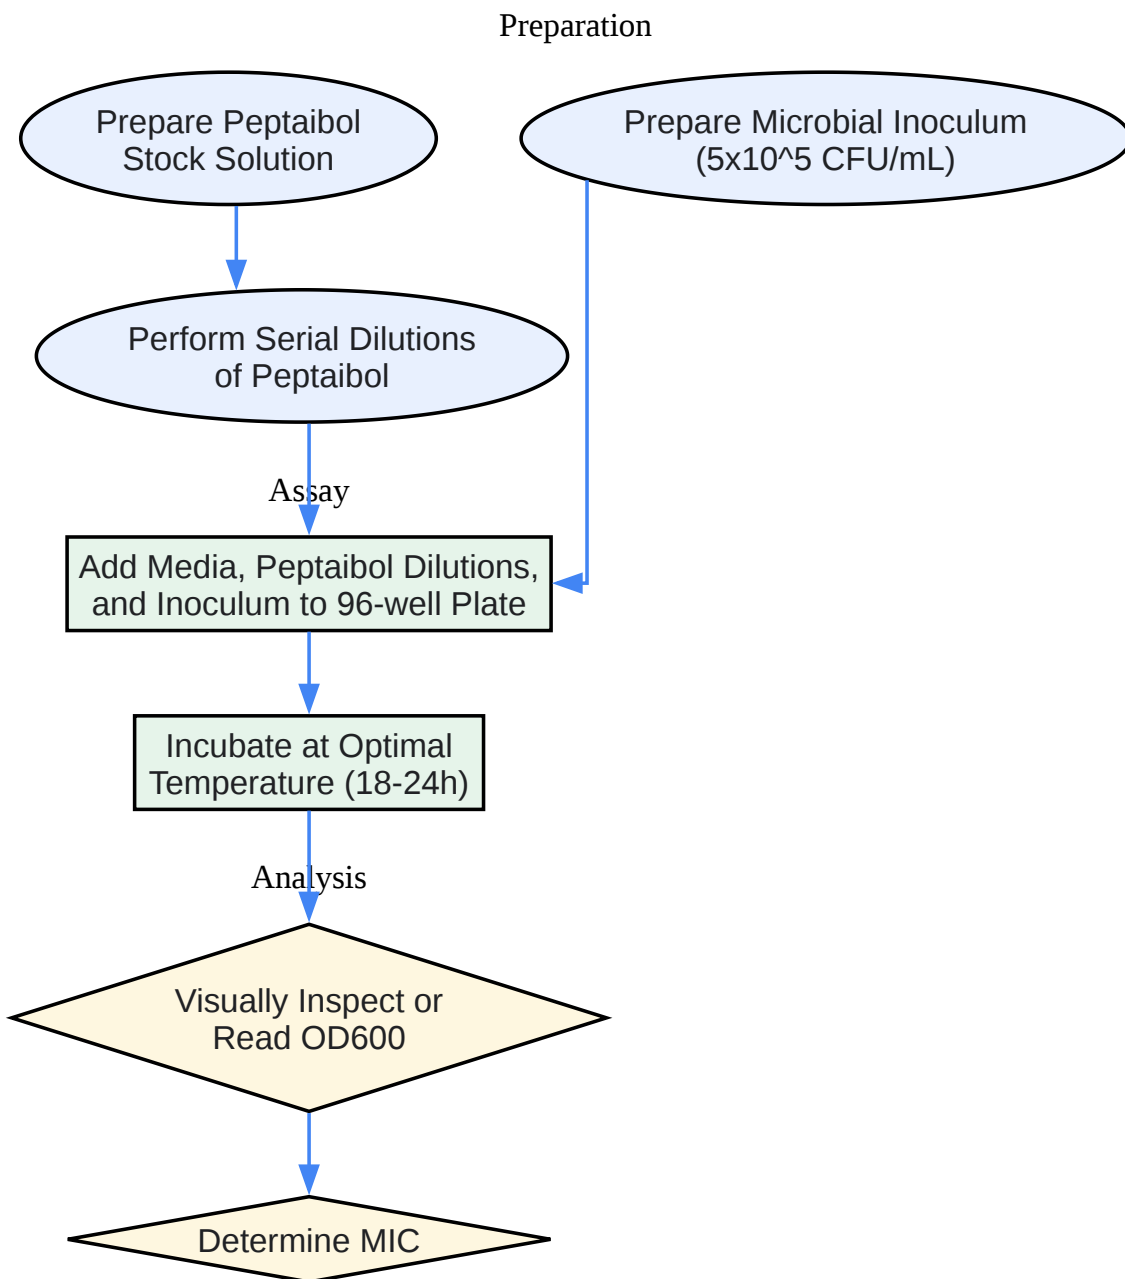 Preparation
Prepare Peptaibol
Stock Solution
Prepare Microbial Inoculum
(5x10^5 CFU/mL)
Perform Serial Dilutions
of Peptaibol
Assay
Add Media, Peptaibol Dilutions,
and Inoculum to 96-well Plate
Incubate at Optimal
Temperature (18-24h)
Analysis
Visually Inspect or
Read OD600
Determine MIC